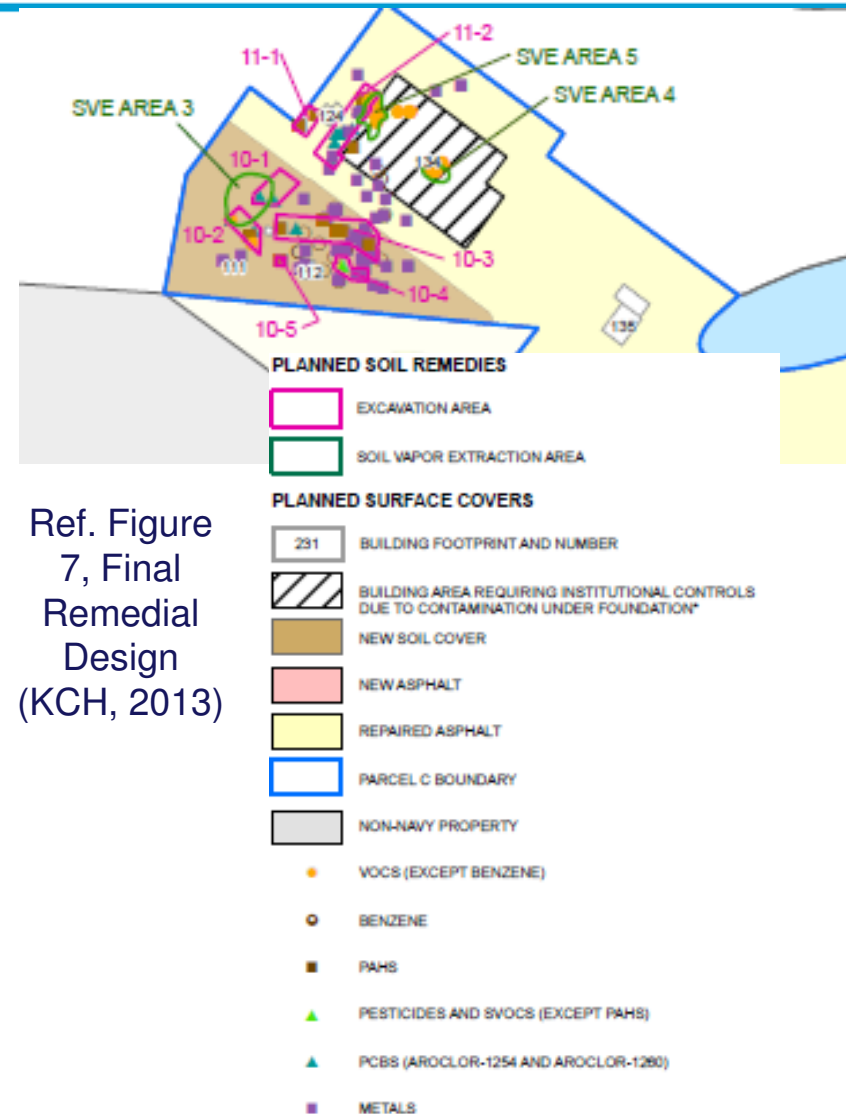 11-2
11-1
SVE AREA 5
SVE AREA 4
SVE AREA 3
124
134
10-1
10-2
111
112
10-3
10-4
10-5
135
PLANNED SOIL REMEDIES
EXCAVATION AREA
SOIL VAPOR EXTRACTION AREA
PLANNED SURFACE COVERS
231 BUILDING FOOTPRINT AND NUMBER
BUILDING AREA REQUIRING INSTITUTIONAL CONTROLS
DUE TO CONTAMINATION UNDER FOUNDATION*
NEW SOIL COVER
NEW ASPHALT
REPAIRED ASPHALT
PARCEL C BOUNDARY
NON-NAVY PROPERTY
VOCS (EXCEPT BENZENE)
BENZENE
PAHS
PESTICIDES AND SVOCS (EXCEPT PAHS)
PCBS (AROCLOR-1254 AND AROCLOR-1260)
METALS
Ref. Figure
7, Final
Remedial
Design
(KCH, 2013)